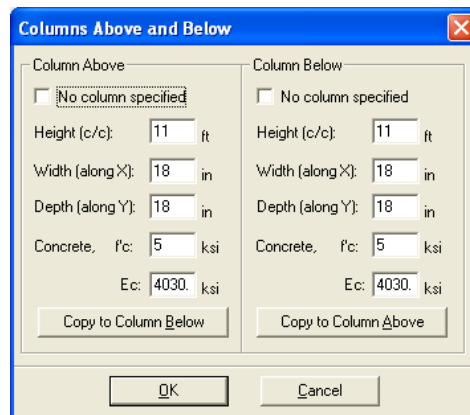 Columns Above and Below
Column Above
No column specified
Height (c/c): 11 ft
Width (along X): 18 in
Depth (along Y): 18 in
Concrete, f'c: 5 ksi
Ec: 4030. ksi
Copy to Column Below
Column Below
No column specified
Height (c/c): 11 ft
Width (along X): 18 in
Depth (along Y): 18 in
Concrete, f'c: 5 ksi
Ec: 4030. ksi
Copy to Column Above
OK
Cancel